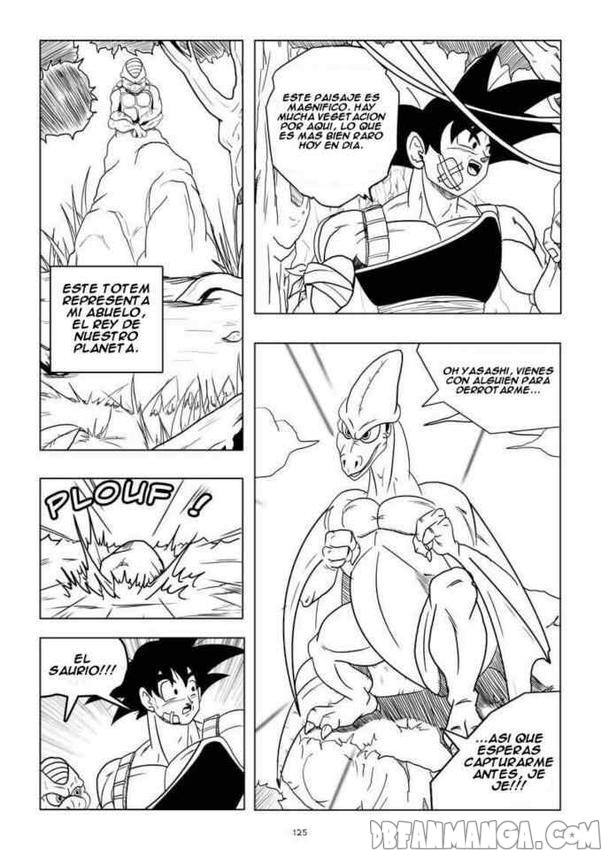 ESTE PAISAJE ES
MAGNIFICO. HAY
MUCHA VEGETACION
POR AQUI, LO QUE
ES MAS BIEN RARO
HOY EN DIA.
ESTE TOTEM
REPRESENTA
MI ABUELO,
EL REY DE
NUESTRO
PLANETA.
OH YASASHI, VIENES
CON ALGUIEN PARA
DERROTARME...
PLOUF !
EL
SAURIO!!!
...ASI QUE
ESPERAS
CAPTURARME
ANTES, JE
JE!!!
125
DBFANMANGA.COM